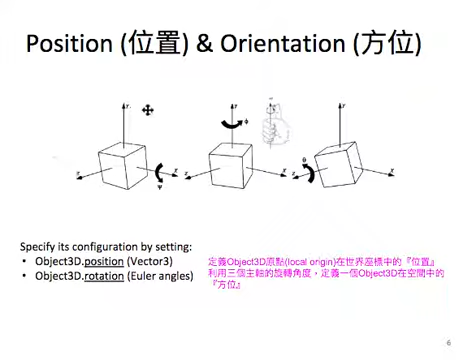 Position (位置) & Orientation (方位)
Y
Y
Y
φ
θ
X
X
X
Z
Z
Z
ψ
Specify its configuration by setting:
• Object3D.position (Vector3)
• Object3D.rotation (Euler angles)
定義Object3D原點(local origin)在世界座標中的『位置』
利用三個主軸的旋轉角度，定義一個Object3D在空間中的
『方位』
6